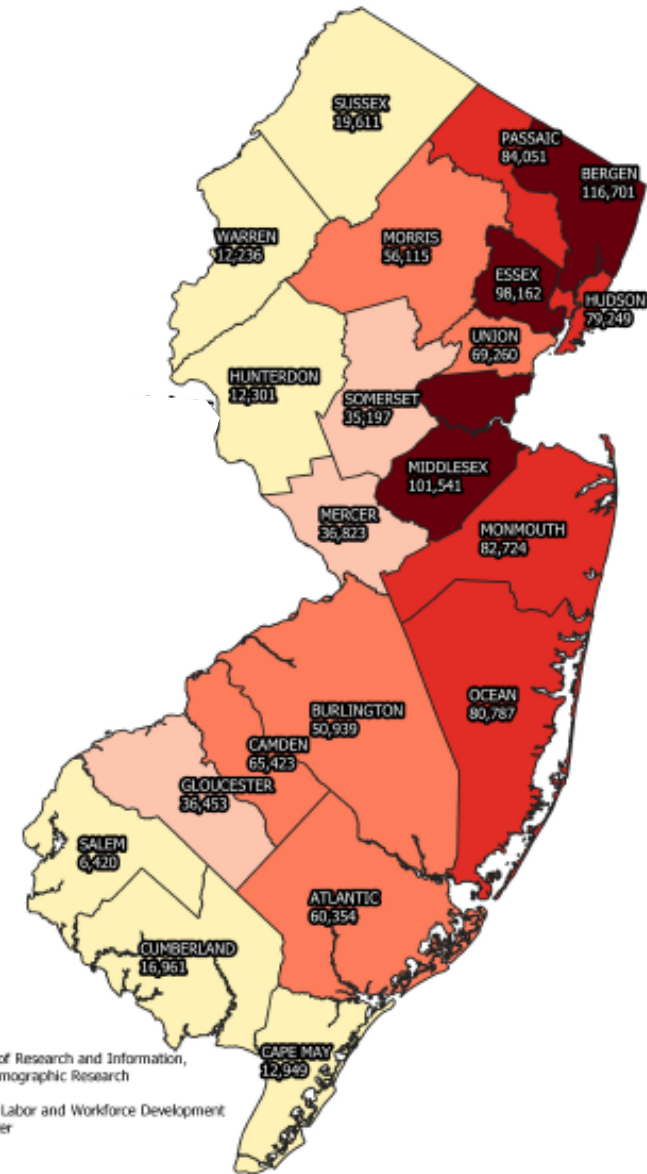 SUSSEX
19,611
PASSAIC
84,051
BERGEN
116,701
WARREN
12,236
MORRIS
56,115
ESSEX
98,162
HUDSON
79,249
UNION
69,260
HUNTERDON
12,301
SOMERSET
35,197
MIDDLESEX
101,541
MERCER
36,823
MONMOUTH
82,724
OCEAN
80,787
BURLINGTON
50,939
CAMDEN
65,423
GLOUCESTER
36,453
SALEM
6,420
ATLANTIC
60,354
CUMBERLAND
16,961
CAPE MAY
12,949
of Research and Information,
mographic Research
Labor and Workforce Development
er